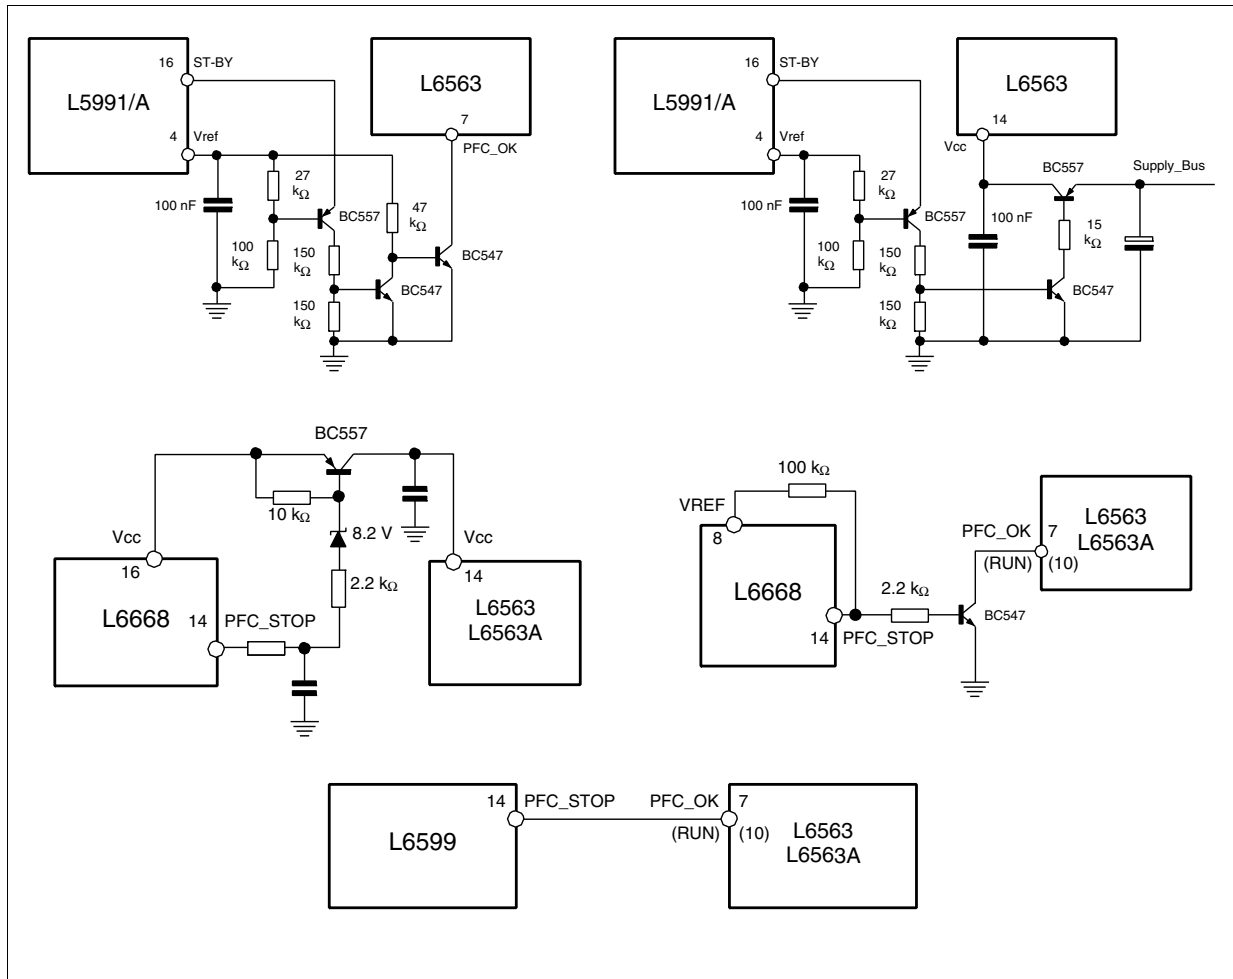 16 ST-BY
L5991/A
L6563
4 Vref
7
PFC_OK
27
kΩ
100 nF
BC557
47
kΩ
100
kΩ
150
kΩ
BC547
BC547
150
kΩ
16 ST-BY
L5991/A
L6563
4 Vref
14
Vcc
BC557
Supply_Bus
27
kΩ
100 nF
BC557
100 nF
15
kΩ
100
kΩ
150
kΩ
BC547
150
kΩ
BC557
10 kΩ
8.2 V
Vcc
Vcc
16
14
2.2 kΩ
L6668
14
PFC_STOP
L6563
L6563A
100 kΩ
VREF
8
PFC_OK
7
L6563
L6563A
(RUN)
(10)
L6668
2.2 kΩ
BC547
14
PFC_STOP
14 PFC_STOP
PFC_OK 7
L6599
(RUN) (10)
L6563
L6563A